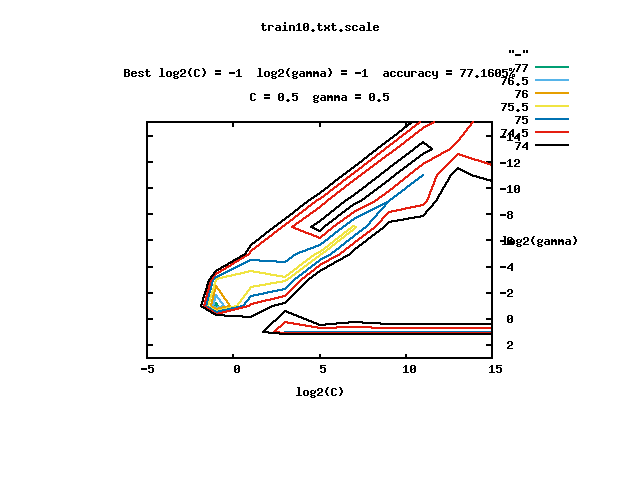 train10.txt.scale
"-"
Best log2(C) = -1 log2(gamma) = -1 accuracy = 77.1605%
77
76.5
C = 0.5 gamma = 0.5
76
75.5
75
74.5
74
-14
-12
-10
-8
-6
log2(gamma)
-4
-2
0
2
-5 0 5 10 15
log2(C)